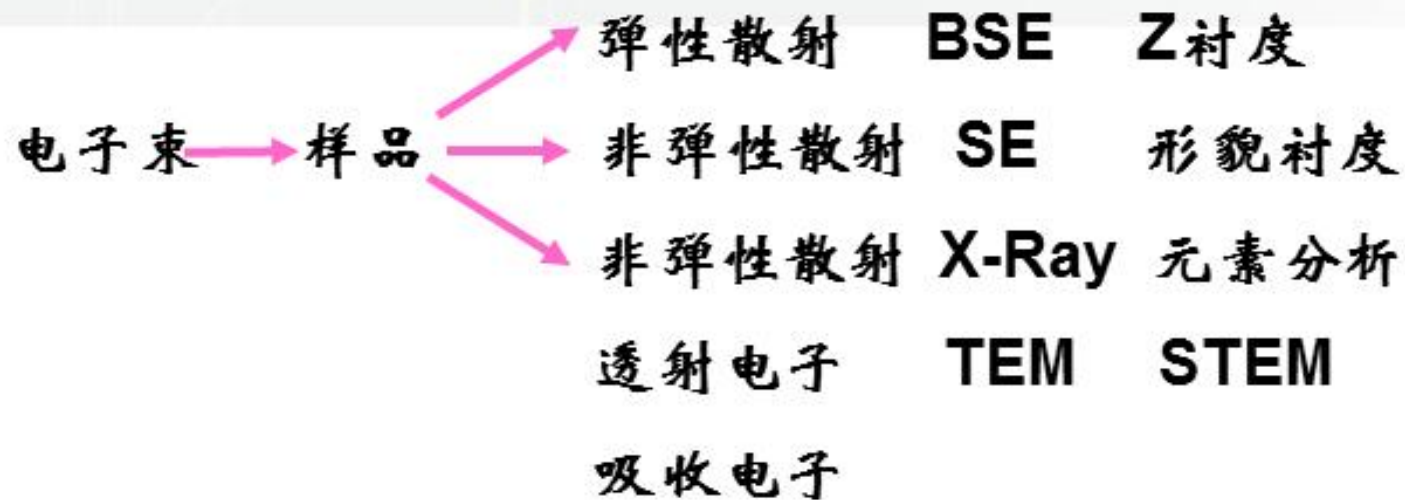 弹性散射 BSE Z衬度
电子束 样品 非弹性散射 SE 形貌衬度
非弹性散射 X-Ray 元素分析
透射电子 TEM STEM
吸收电子